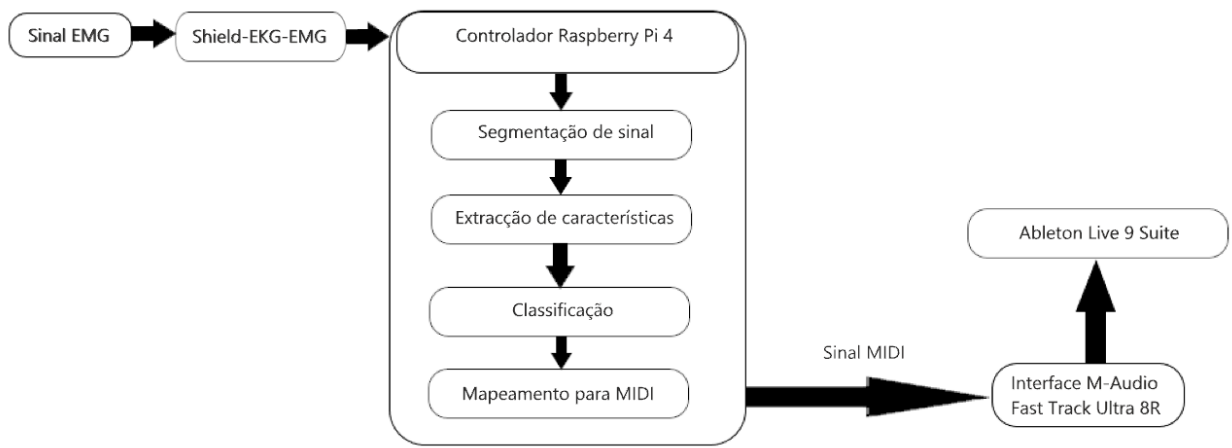 Sinal EMG
Shield-EKG-EMG
Controlador Raspberry Pi 4
Segmentação de sinal
Extracção de características
Classificação
Mapeamento para MIDI
Sinal MIDI
Interface M-Audio
Fast Track Ultra 8R
Ableton Live 9 Suite